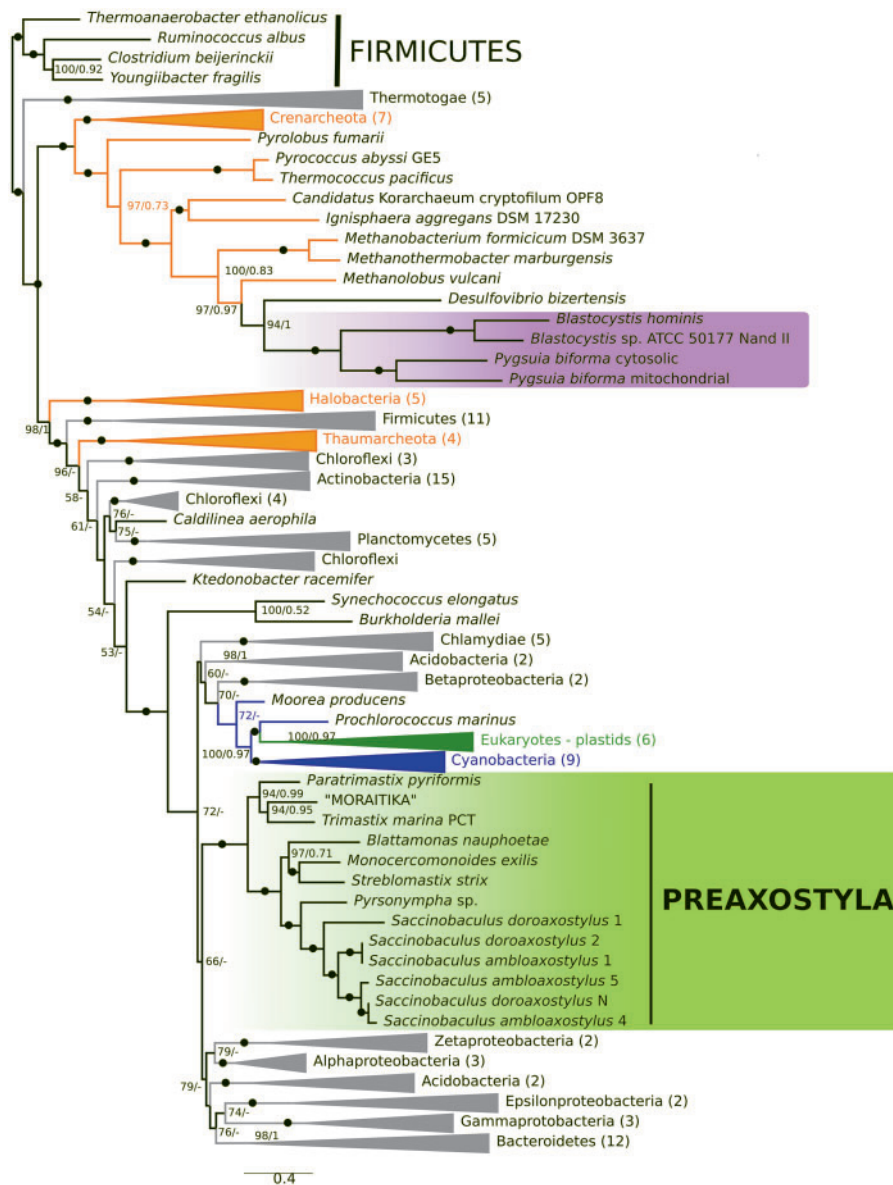 Thermoanaerobacter ethanolicus
Ruminococcus albus
FIRMICUTES
Clostridium beijerinckii
100/0.92
Youngiibacter fragilis
Thermotogae (5)
Crenarcheota (7)
Pyrolobus fumarii
Pyrococcus abyssi GE5
Thermococcus pacificus
97/0.73
Candidatus Korarchaeum cryptofilum OPF8
Ignisphaera aggregans DSM 17230
Methanobacterium formicicum DSM 3637
Methanothermobacter marburgensis
100/0.83
Methanolobus vulcani
97/0.97
Desulfovibrio bizertensis
94/1
Blastocystis hominis
Blastocystis sp. ATCC 50177 Nand II
Pygsuia biforma cytosolic
Pygsuia biforma mitochondrial
Halobacteria (5)
98/1
Firmicutes (11)
Thaumarcheota (4)
96/-
Chloroflexi (3)
58-
Actinobacteria (15)
Chloroflexi (4)
61/-
76/-
Caldilinea aerophila
75/-
Planctomycetes (5)
Chloroflexi
Ktedonobacter racemifer
54/-
Synechococcus elongatus
100/0.52
Burkholderia mallei
53/-
Chlamydiae (5)
98/1
Acidobacteria (2)
60/-
Betaproteobacteria (2)
70/-
Moorea producens
72/-
Prochlorococcus marinus
100/0.97
Eukaryotes - plastids (6)
100/0.97
Cyanobacteria (9)
Paratrimastix pyriformis
94/0.99
"MORAITIKA"
94/0.95
72/-
Trimastix marina PCT
Blattamonas nauphoetae
97/0.71
Monocercomonoides exilis
Streblomastix strix
PREAXOSTYLA
Pyrsonympha sp.
Saccinobaculus doroaxostylus 1
Saccinobaculus doroaxostylus 2
Saccinobaculus ambloaxostylus 1
66/-
Saccinobaculus ambloaxostylus 5
Saccinobaculus doroaxostylus N
Saccinobaculus ambloaxostylus 4
Zetaproteobacteria (2)
79/-
Alphaproteobacteria (3)
79/-
Acidobacteria (2)
Epsilonproteobacteria (2)
74/-
Gammaprotobacteria (3)
76/-
98/1
Bacteroidetes (12)
0.4